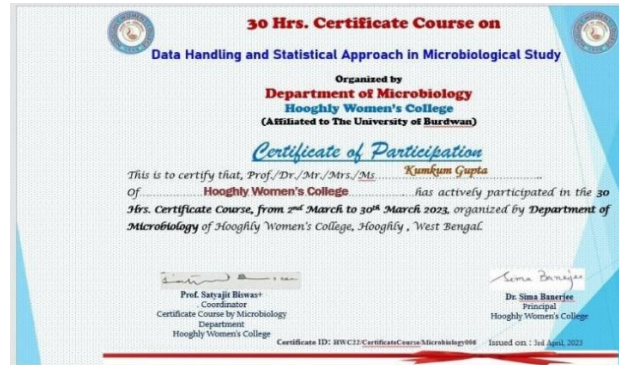 30 Hrs. Certificate Course on
Data Handling and Statistical Approach in Microbiological Study
Organized by
Department of Microbiology
Hooghly Women's College
(Affiliated to The University of Burdwan)
Certificate of Participation
This is to certify that, Prof./Dr./Mr./Mrs./Ms. Kumkum Gupta
Of Hooghly Women's College has actively participated in the 30
Hrs. Certificate Course, from 2nd March to 30th March 2023, organized by Department of
Microbiology of Hooghly Women's College, Hooghly , West Bengal.
Sima Banerjee
Prof. Satyajit Biswas+
. Coordinator
Certificate Course by Microbiology
Department
Hooghly Women's College
Dr. Sima Banerjee
Principal
Hooghly Women's College
Certificate ID: HWC22/CertificateCourse/Microbiology006 Issued on : 3rd April, 2023